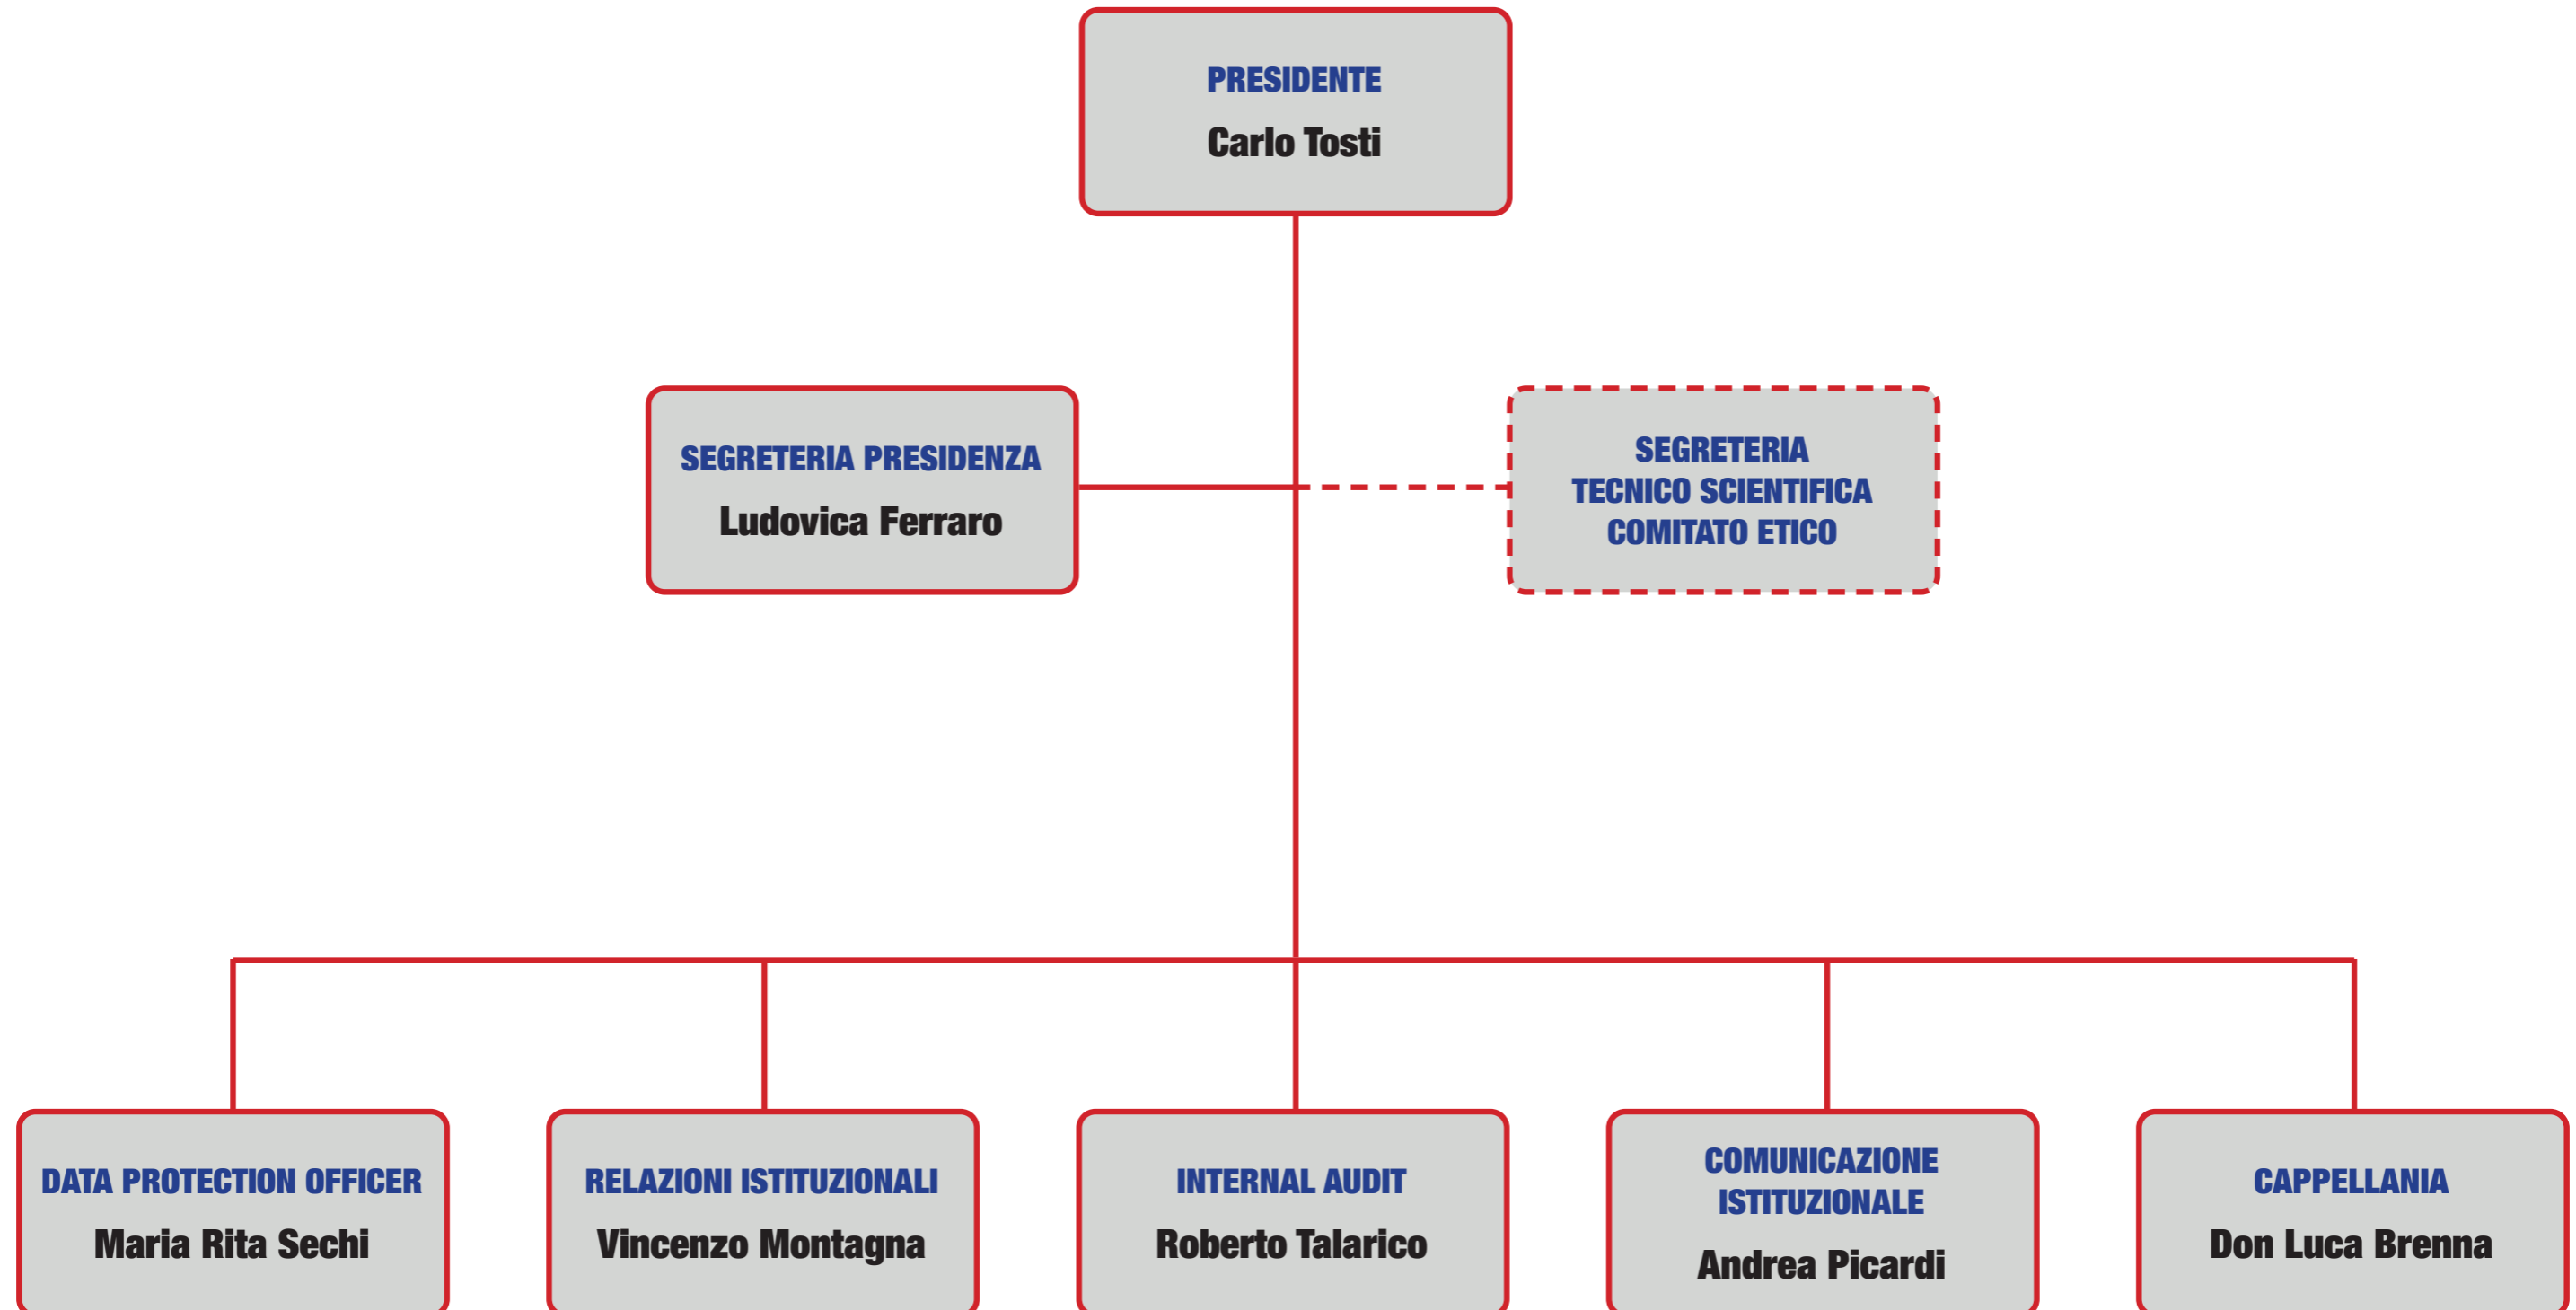 PRESIDENTE
Carlo Tosti
SEGRETERIA PRESIDENZA
Ludovica Ferraro
SEGRETERIA
TECNICO SCIENTIFICA
COMITATO ETICO
DATA PROTECTION OFFICER
Maria Rita Sechi
RELAZIONI ISTITUZIONALI
Vincenzo Montagna
INTERNAL AUDIT
Roberto Talarico
COMUNICAZIONE
ISTITUZIONALE
Andrea Picardi
CAPPELLANIA
Don Luca Brenna